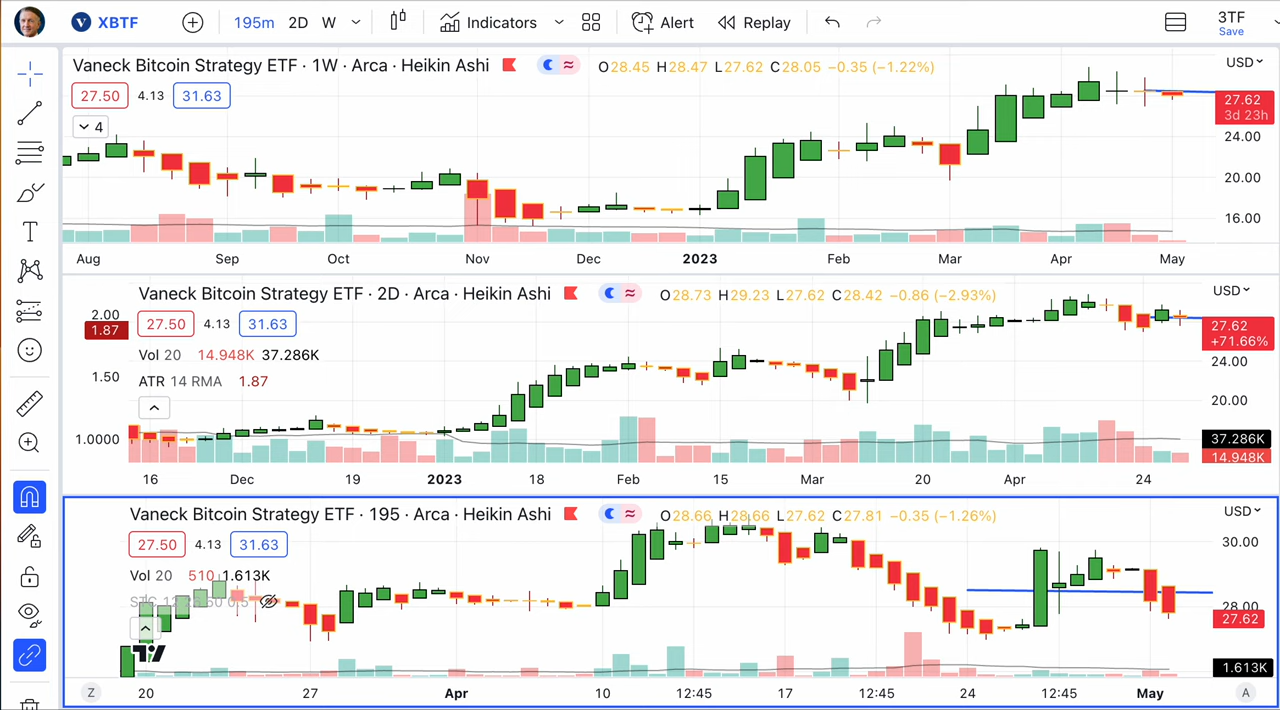 XBTF 195m 2D W Indicators Alert Replay 3TF
Save
Vaneck Bitcoin Strategy ETF · 1W · Arca · Heikin Ashi O28.45 H28.47 L27.62 C28.05 −0.35 (−1.22%) USD
27.50 4.13 31.63
27.62
3d 23h
4
24.00
20.00
16.00
Aug Sep Oct Nov Dec 2023 Feb Mar Apr May
Vaneck Bitcoin Strategy ETF · 2D · Arca · Heikin Ashi O28.73 H29.23 L27.62 C28.42 −0.86 (−2.93%) USD
2.00
1.87
27.50 4.13 31.63
27.62
+71.66%
Vol 20 14.948K 37.286K
24.00
1.50
ATR 14 RMA 1.87
20.00
1.0000
37.286K
14.948K
16 Dec 19 2023 18 Feb 15 Mar 20 Apr 24
Vaneck Bitcoin Strategy ETF · 195 · Arca · Heikin Ashi O28.66 H28.66 L27.62 C27.81 −0.35 (−1.26%) USD
27.50 4.13 31.63
30.00
Vol 20 510 1.613K
28.00
27.62
1.613K
Z 20 27 Apr 10 12:45 17 12:45 24 12:45 May A